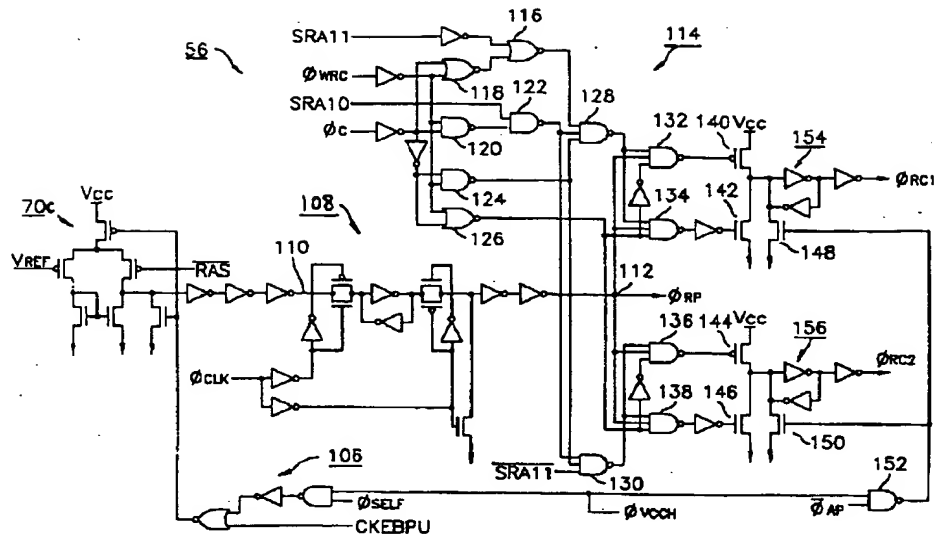 56
SRA11
116
114
ØWRC
118
122
SRA10
128
132
140
VCC
154
ØC
120
ØRC1
124
134
142
VCC
70c
108
126
148
VREF
RAS
110
112
ØRP
136
144
VCC
156
ØCLK
ØRC2
138
146
150
106
SRA11
130
152
ØSELF
ØAP
ØVCCH
CKEBPU